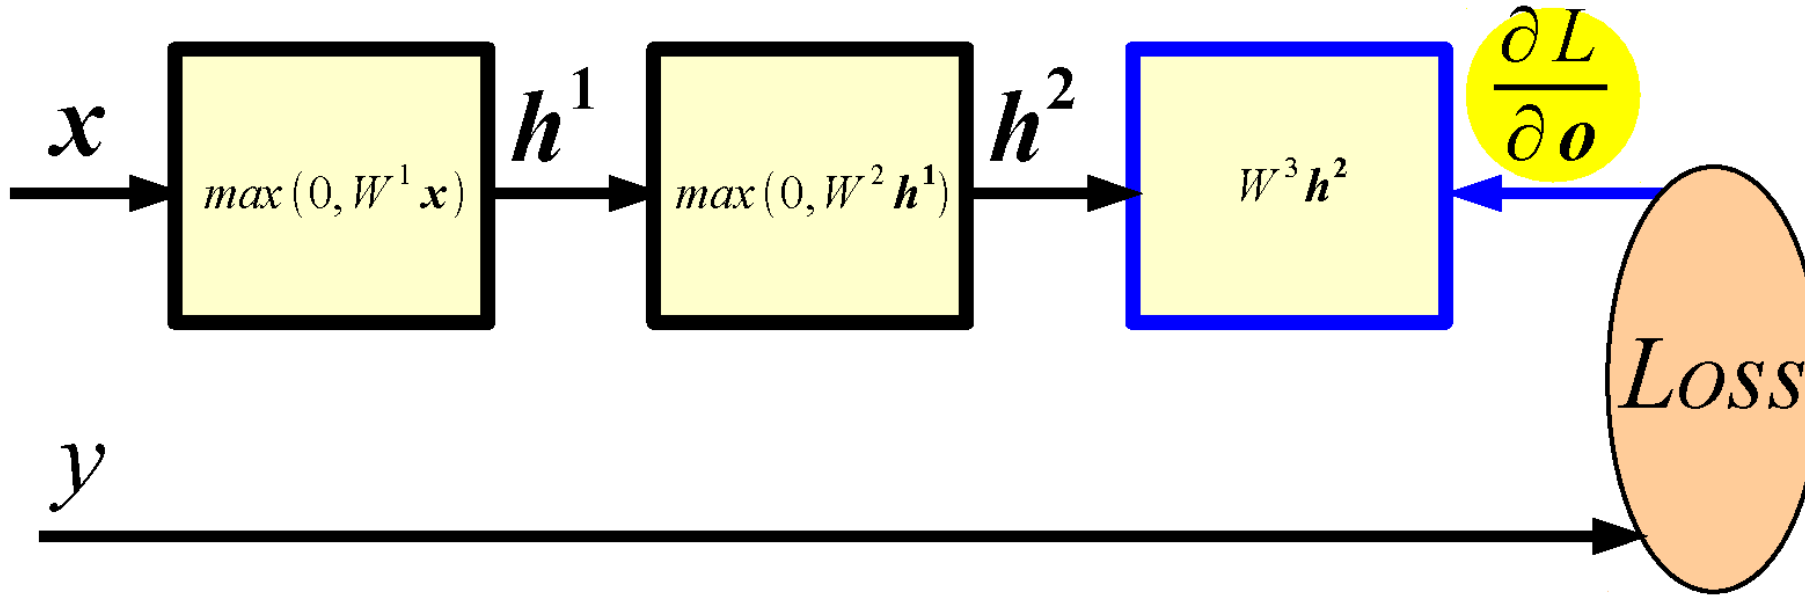 x
max(0, W¹ x)
h¹
max(0, W² h¹)
h²
W³ h²
∂L
∂o
Loss
y